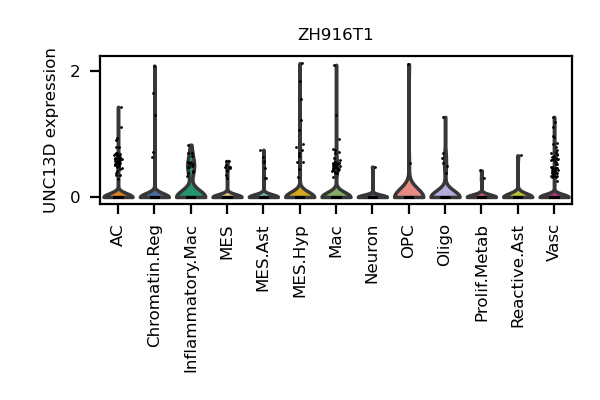 ZH916T1
UNC13D expression
2
0
AC
Chromatin.Reg
Inflammatory.Mac
MES
MES.Ast
MES.Hyp
Mac
Neuron
OPC
Oligo
Prolif.Metab
Reactive.Ast
Vasc